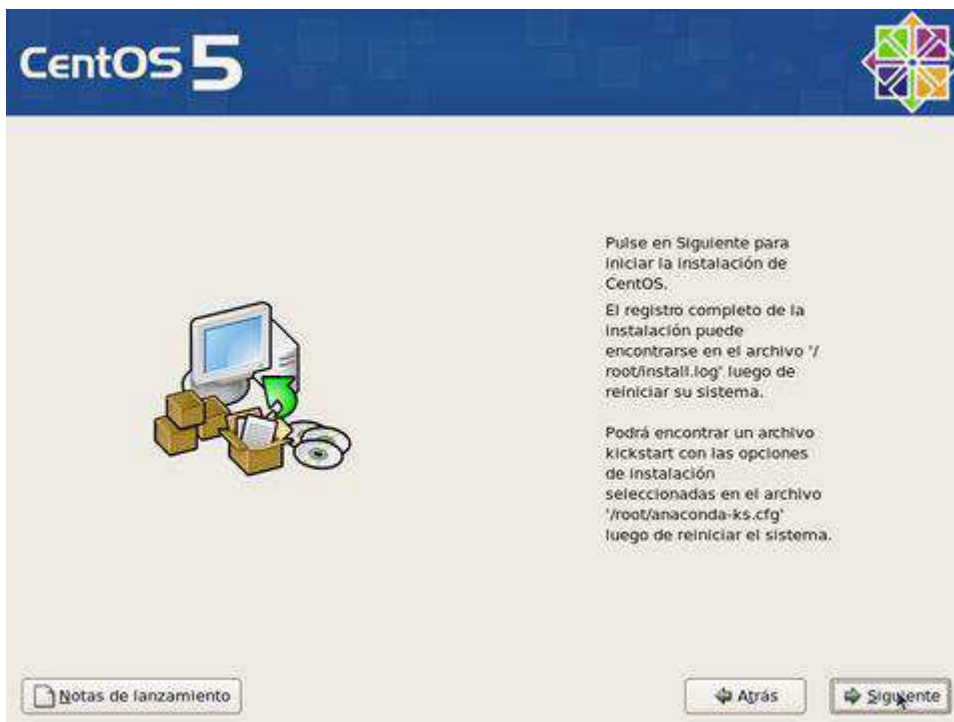 CentOS 5
Pulse en Siguiente para
iniciar la instalación de
CentOS.
El registro completo de la
instalación puede
encontrarse en el archivo '/
root/install.log' luego de
reiniciar su sistema.
Podrá encontrar un archivo
kickstart con las opciones
de instalación
seleccionadas en el archivo
'/root/anaconda-ks.cfg'
luego de reiniciar el sistema.
Notas de lanzamiento
Atrás
Siguiente